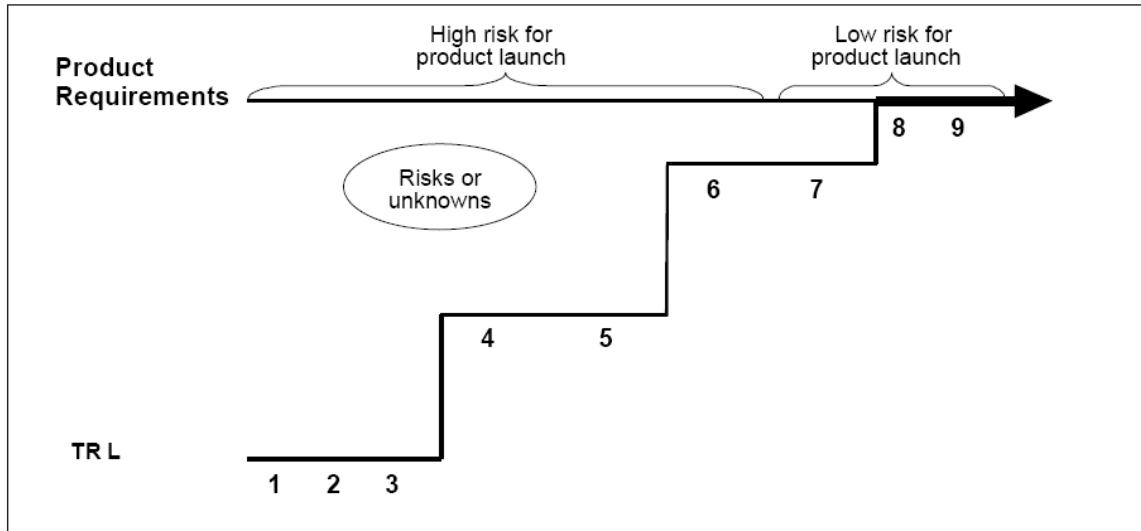 High risk for
product launch
Low risk for
product launch
Product
Requirements
8 9
Risks or
unknowns
6 7
4 5
TR L
1 2 3